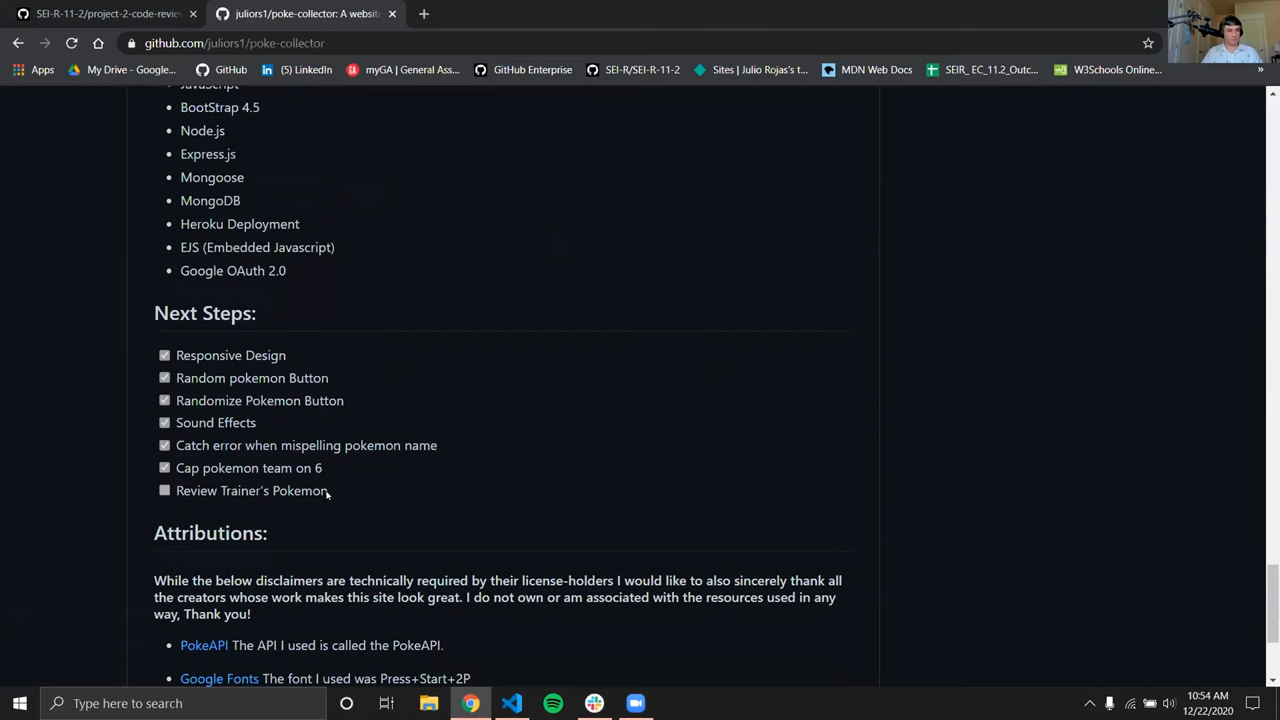 SEI-R-11-2/project-2-code-revie
juliors1/poke-collector: A website
github.com/juliors1/poke-collector
Apps
My Drive - Google...
GitHub
(5) LinkedIn
myGA | General Ass...
GitHub Enterprise
SEI-R/SEI-R-11-2
Sites | Julio Rojas's t...
MDN Web Docs
SEIR_ EC_11.2_Outc...
W3Schools Online...
»
JavaScript
BootStrap 4.5
Node.js
Express.js
Mongoose
MongoDB
Heroku Deployment
EJS (Embedded Javascript)
Google OAuth 2.0
Next Steps:
Responsive Design
Random pokemon Button
Randomize Pokemon Button
Sound Effects
Catch error when mispelling pokemon name
Cap pokemon team on 6
Review Trainer's Pokemon
Attributions:
While the below disclaimers are technically required by their license-holders I would like to also sincerely thank all
the creators whose work makes this site look great. I do not own or am associated with the resources used in any
way, Thank you!
PokeAPI The API I used is called the PokeAPI.
Google Fonts The font I used was Press+Start+2P
Type here to search
10:54 AM
12/22/2020